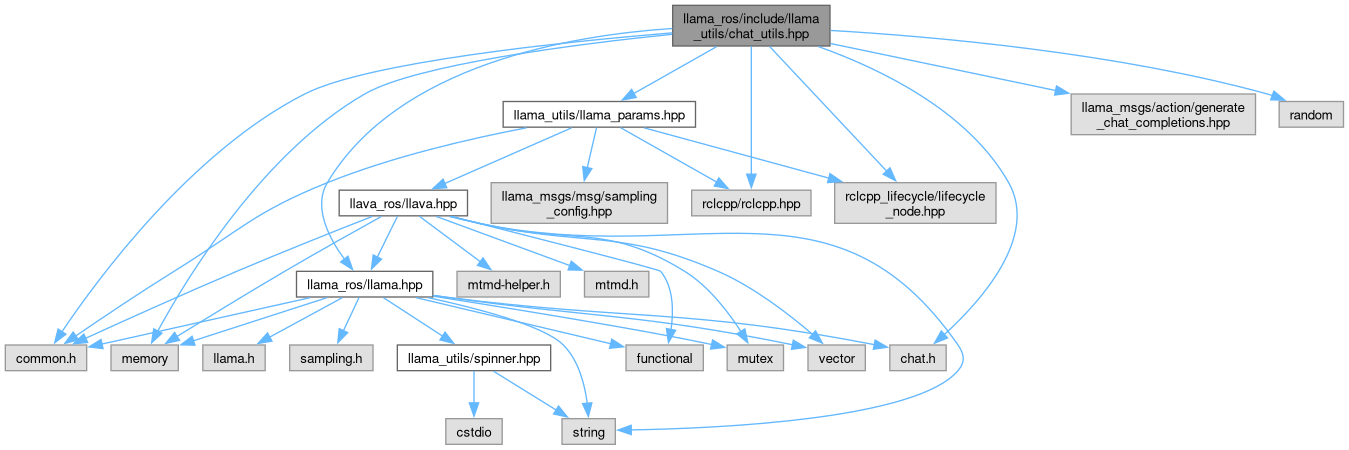 llama_ros/include/llama
_utils/chat_utils.hpp
llama_utils/llama_params.hpp
llama_msgs/action/generate
_chat_completions.hpp
random
llava_ros/llava.hpp
llama_msgs/msg/sampling
_config.hpp
rclcpp/rclcpp.hpp
rclcpp_lifecycle/lifecycle
_node.hpp
llama_ros/llama.hpp
mtmd-helper.h
mtmd.h
common.h
memory
llama.h
sampling.h
llama_utils/spinner.hpp
functional
mutex
vector
chat.h
cstdio
string